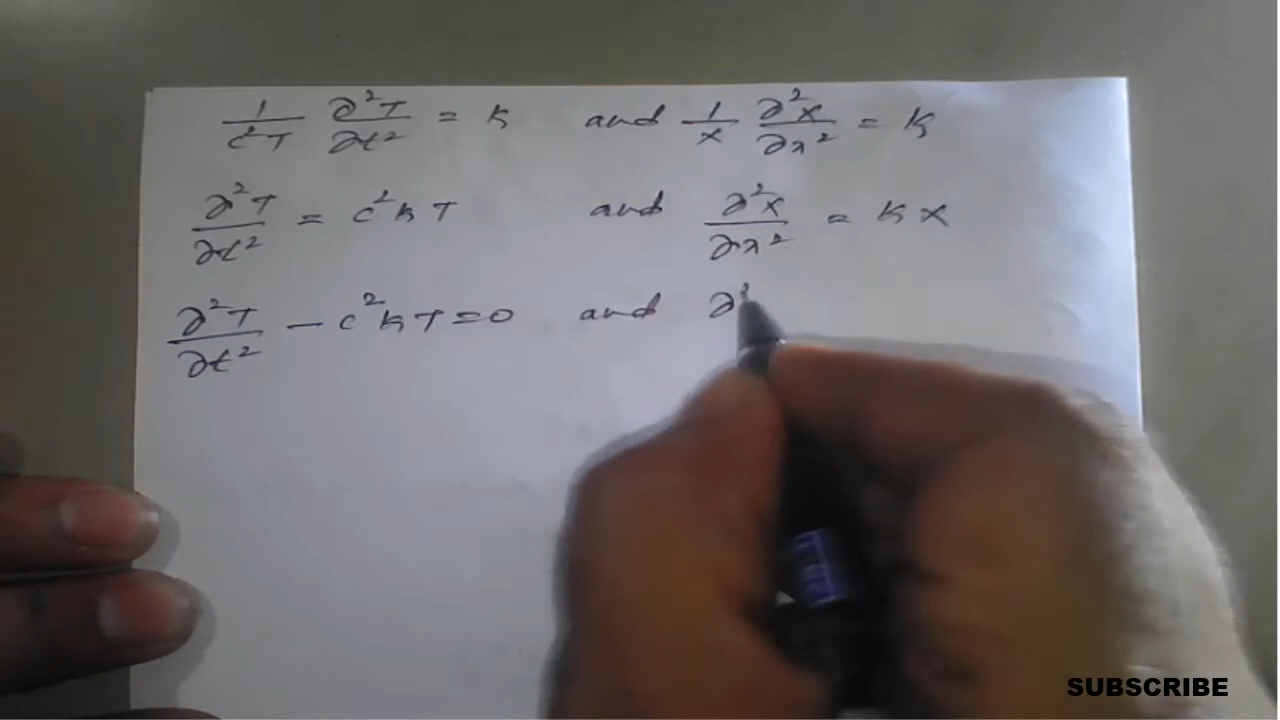 1/c²T ∂²T/∂t² = k and 1/X ∂²X/∂x² = k
∂²T/∂t² = c²kT and ∂²X/∂x² = kX
∂²T/∂t² – c²kT = 0 and ∂²
SUBSCRIBE